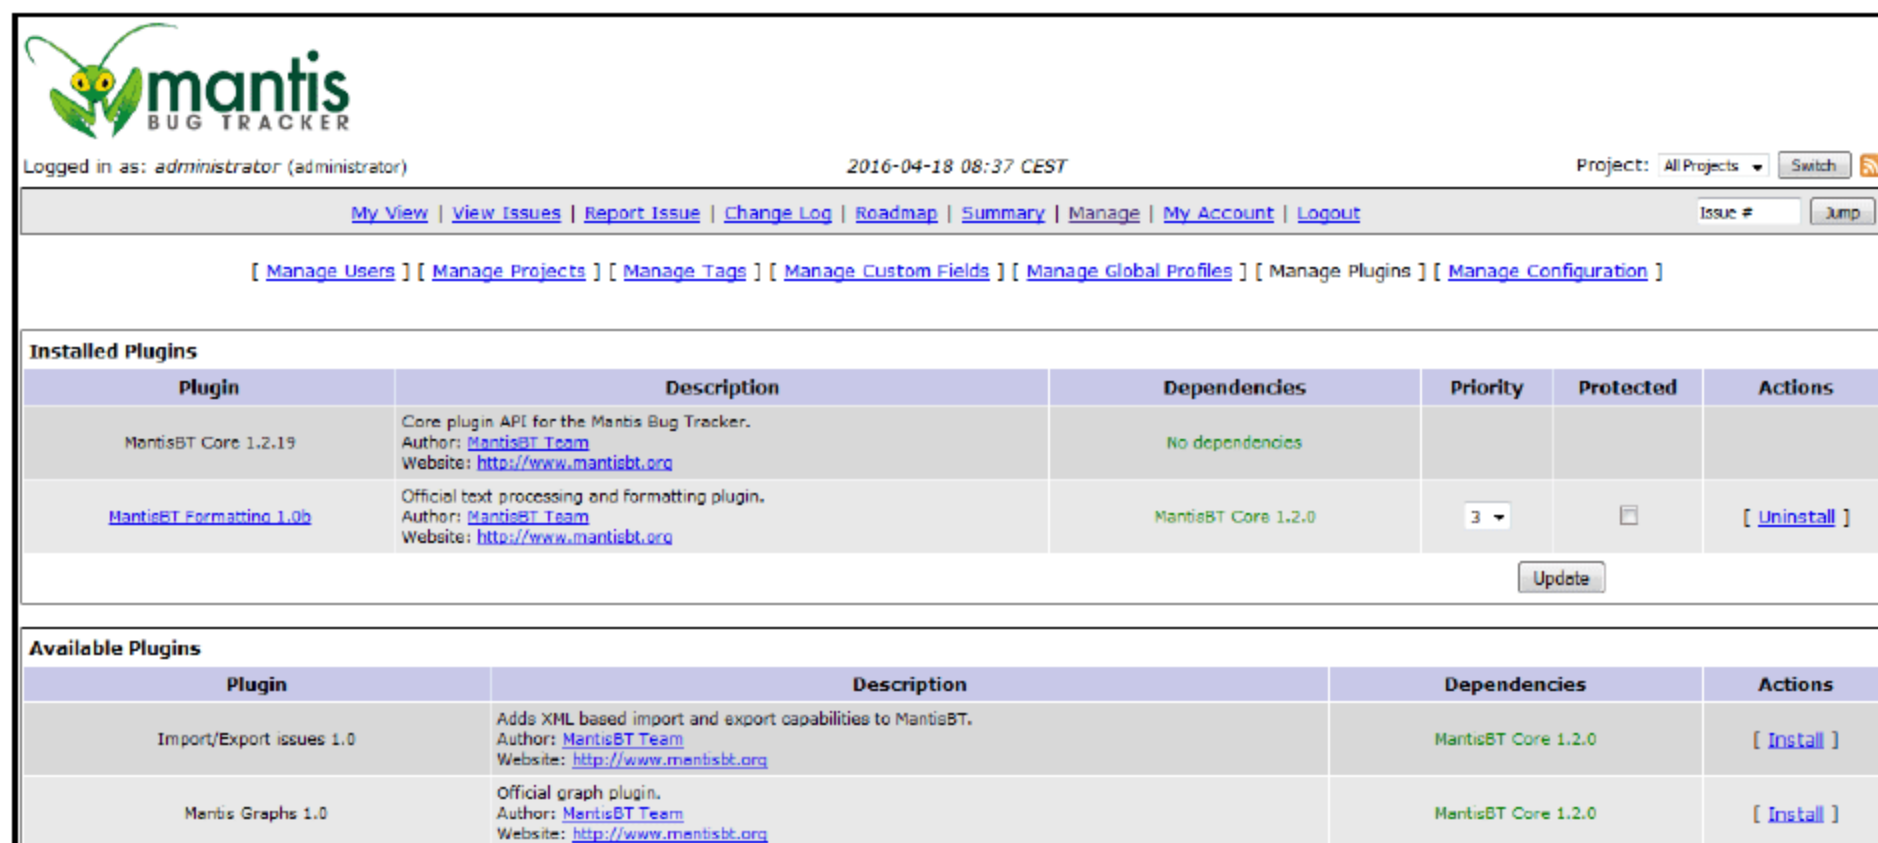 mantis
BUG TRACKER
Logged in as: administrator (administrator) 2016-04-18 08:37 CEST Project: All Projects Switch
My View | View Issues | Report Issue | Change Log | Roadmap | Summary | Manage | My Account | Logout Issue # Jump
[ Manage Users ] [ Manage Projects ] [ Manage Tags ] [ Manage Custom Fields ] [ Manage Global Profiles ] [ Manage Plugins ] [ Manage Configuration ]
Installed Plugins
Plugin Description Dependencies Priority Protected Actions
MantisBT Core 1.2.19
Core plugin API for the Mantis Bug Tracker.
Author: MantisBT Team
Website: http://www.mantisbt.org
No dependencies
MantisBT Formatting 1.0b
Official text processing and formatting plugin.
Author: MantisBT Team
Website: http://www.mantisbt.org
MantisBT Core 1.2.0 3 [ Uninstall ]
Update
Available Plugins
Plugin Description Dependencies Actions
Import/Export issues 1.0
Adds XML based import and export capabilities to MantisBT.
Author: MantisBT Team
Website: http://www.mantisbt.org
MantisBT Core 1.2.0 [ Install ]
Mantis Graphs 1.0
Official graph plugin.
Author: MantisBT Team
Website: http://www.mantisbt.org
MantisBT Core 1.2.0 [ Install ]